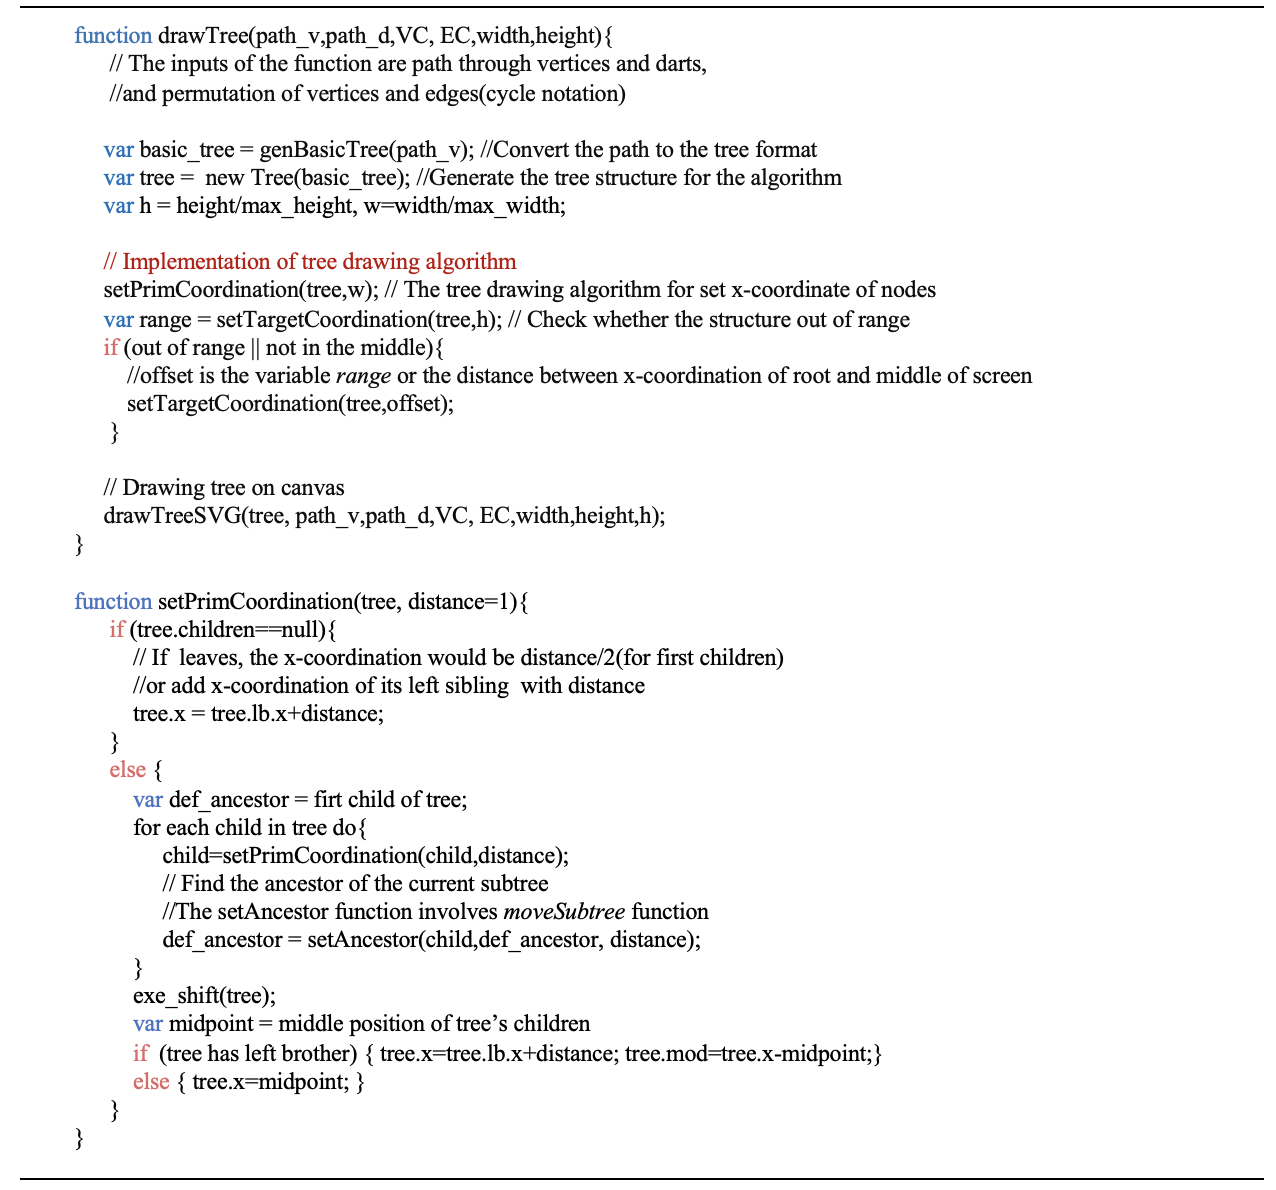 function drawTree(path_v,path_d,VC, EC,width,height){
// The inputs of the function are path through vertices and darts,
//and permutation of vertices and edges(cycle notation)
var basic_tree = genBasicTree(path_v); //Convert the path to the tree format
var tree =  new Tree(basic_tree); //Generate the tree structure for the algorithm
var h = height/max_height, w=width/max_width;
// Implementation of tree drawing algorithm
setPrimCoordination(tree,w); // The tree drawing algorithm for set x-coordinate of nodes
var range = setTargetCoordination(tree,h); // Check whether the structure out of range
if (out of range || not in the middle){
//offset is the variable range or the distance between x-coordination of root and middle of screen
setTargetCoordination(tree,offset);
}
// Drawing tree on canvas
drawTreeSVG(tree, path_v,path_d,VC, EC,width,height,h);
}
function setPrimCoordination(tree, distance=1){
if (tree.children==null){
// If  leaves, the x-coordination would be distance/2(for first children)
//or add x-coordination of its left sibling  with distance
tree.x = tree.lb.x+distance;
}
else {
var def_ancestor = firt child of tree;
for each child in tree do{
child=setPrimCoordination(child,distance);
// Find the ancestor of the current subtree
//The setAncestor function involves moveSubtree function
def_ancestor = setAncestor(child,def_ancestor, distance);
}
exe_shift(tree);
var midpoint = middle position of tree’s children
if  (tree has left brother) { tree.x=tree.lb.x+distance; tree.mod=tree.x-midpoint;}
else { tree.x=midpoint; }
}
}